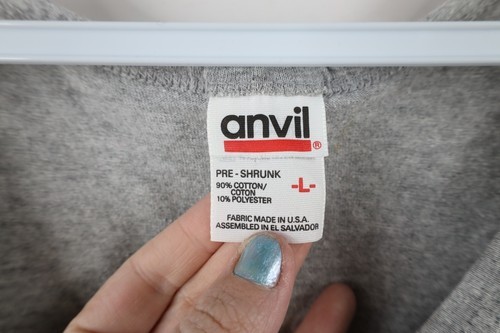 anvil®
PRE-SHRUNK
90% COTTON/
COTON
10% POLYESTER
-L-
FABRIC MADE IN U.S.A.
ASSEMBLED IN EL SALVADOR